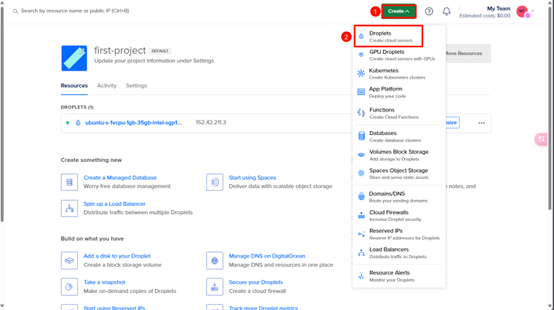 Search by resource name or public IP (Ctrl+B)
1
Create
My Team
Estimated costs: $0.00
2
Droplets
Create cloud servers
first-project
DEFAULT
Update your project information under Settings
Move Resources
GPU Droplets
Create cloud servers with GPUs
Kubernetes
Create Kubernetes clusters
Resources
Activity
Settings
App Platform
Deploy your code
DROPLETS (1)
Functions
Create Cloud Functions
ubuntu-s-1vcpu-1gb-35gb-intel-sgp1...
152.42.211.3
Databases
Create database clusters
Volumes Block Storage
Add storage to Droplets
Create something new
Spaces Object Storage
Store and serve static assets
Create a Managed Database
Worry-free database management
Start using Spaces
Deliver data with scalable object storage
Domains/DNS
Route your existing domains
Spin up a Load Balancer
Distribute traffic between multiple Droplets
Cloud Firewalls
Increase Droplet security
Reserved IPs
Reserve IP addresses for Droplets
Build on what you have
Load Balancers
Distribute traffic to Droplets
Add a disk to your Droplet
Create a block storage volume
Manage DNS on DigitalOcean
Manage DNS and resources in one place
Resource Alerts
Monitor your Droplets
Take a snapshot
Make on-demand copies of Droplets
Secure your Droplets
Create a cloud firewall
Start using Reserved IPs
Track more Droplet metrics